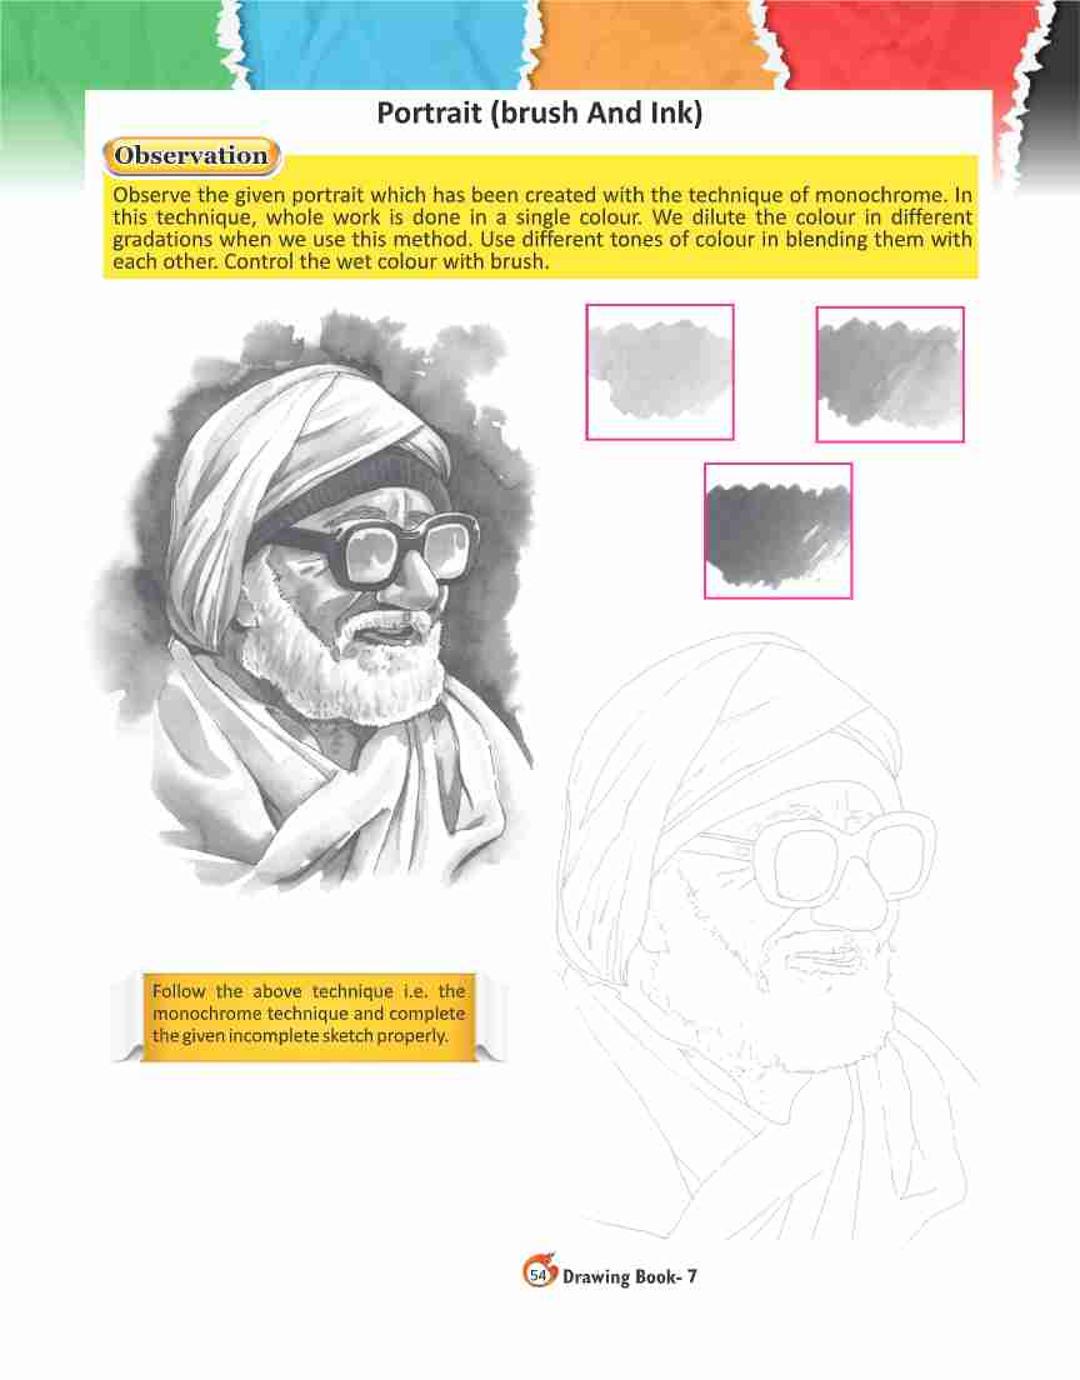 Portrait (brush And Ink)
Observation
Observe the given portrait which has been created with the technique of monochrome. In
this technique, whole work is done in a single colour. We dilute the colour in different
gradations when we use this method. Use different tones of colour in blending them with
each other. Control the wet colour with brush.
Follow the above technique i.e. the
monochrome technique and complete
the given incomplete sketch properly.
54 Drawing Book- 7